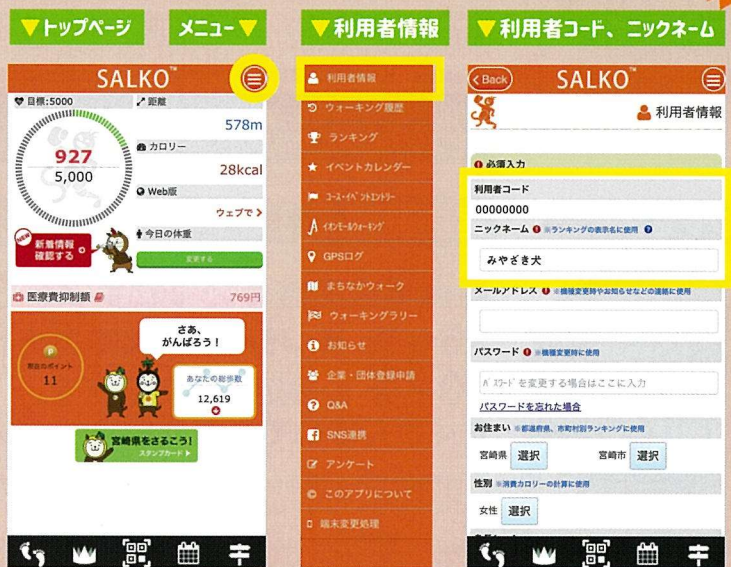 ▼トップページ
メニュー▼
SALKO™
目標:5000
927
5,000
距離
578m
カロリー
28kcal
Web版
ウェブで >
今日の体重
変更する
NEW
新着情報
確認する
医療費抑制額
769円
P
現在のポイント
11
さあ、
がんばろう！
あなたの総歩数
12,619
宮崎県をさるこう!
スタンプカード ▶
▼利用者情報
利用者情報
ウォーキング履歴
ランキング
イベントカレンダー
コース・イベントエントリー
イオンモールウォーキング
GPSログ
まちなかウォーク
ウォーキングラリー
お知らせ
企業・団体登録申請
Q&A
SNS連携
アンケート
このアプリについて
端末変更処理
▼利用者コード、ニックネーム
< Back
SALKO™
利用者情報
必須入力
利用者コード
00000000
ニックネーム ※ランキングの表示名に使用
みやざき犬
メールアドレス ※機種変更時やお知らせなどの連絡に使用
パスワード ※機種変更時に使用
パスワードを変更する場合はここに入力
パスワードを忘れた場合
お住まい ※都道府県、市町村別ランキングに使用
宮崎県 選択 宮崎市 選択
性別 ※消費カロリーの計算に使用
女性 選択